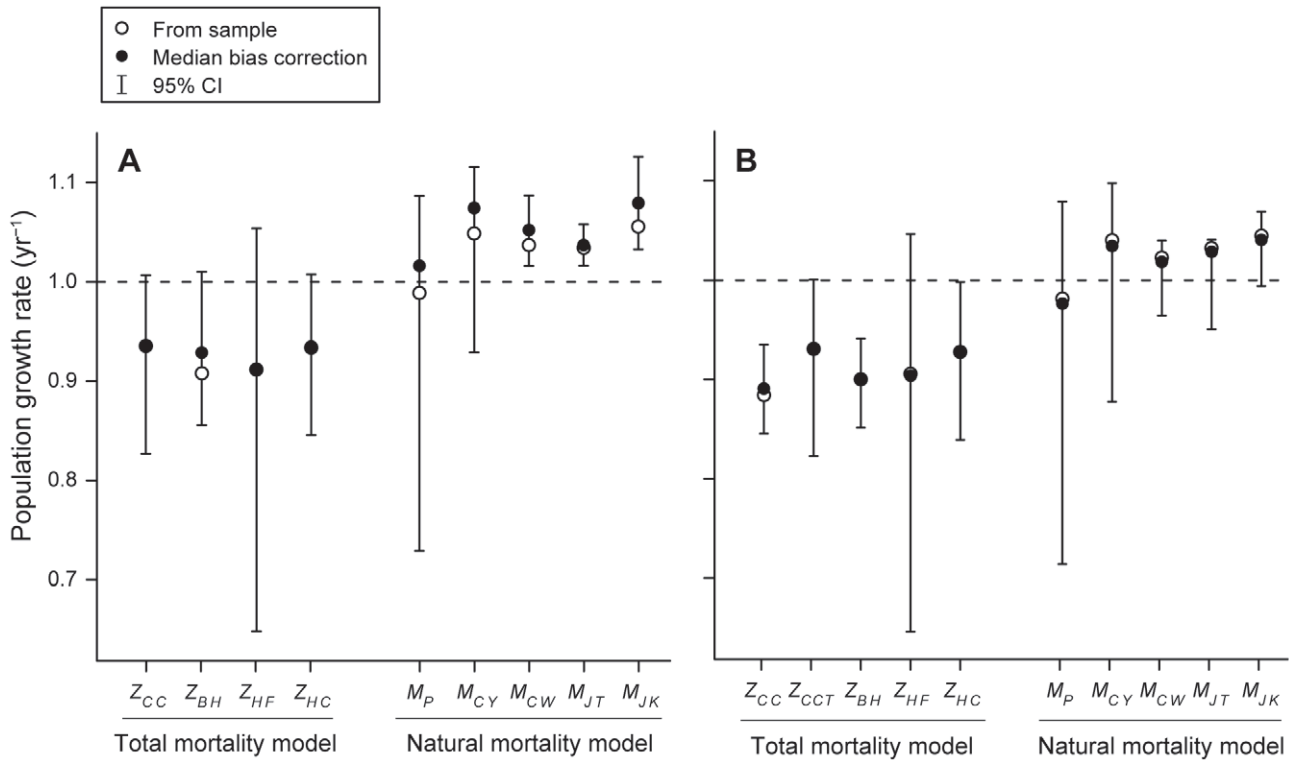 From sample
Median bias correction
95% CI
A
B
Population growth rate (yr⁻¹)
1.1
1.0
0.9
0.8
0.7
Z_CC Z_BH Z_HF Z_HC M_P M_CY M_CW M_JT M_JK
Total mortality model Natural mortality model
Z_CC Z_CCT Z_BH Z_HF Z_HC M_P M_CY M_CW M_JT M_JK
Total mortality model Natural mortality model